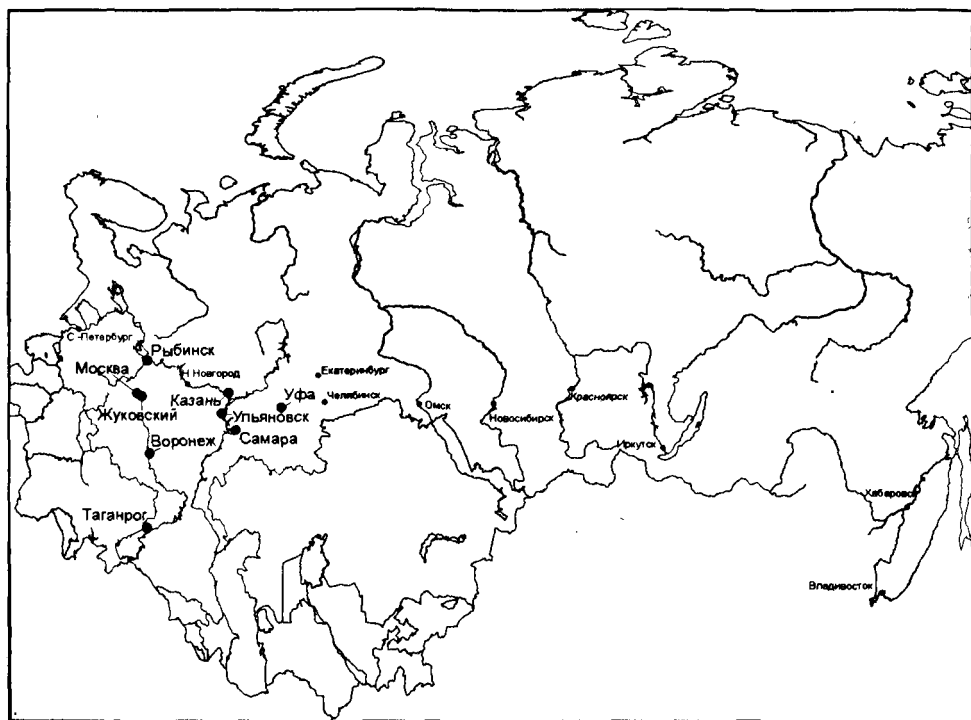 С.-Петербург
Рыбинск
Москва
Н Новгород
Екатеринбург
Казань
Уфа
Челябинск
Жуковский
Ульяновск
Омск
Новосибирск
Красноярск
Самара
Воронеж
Иркутск
Хабаровск
Таганрог
Владивосток